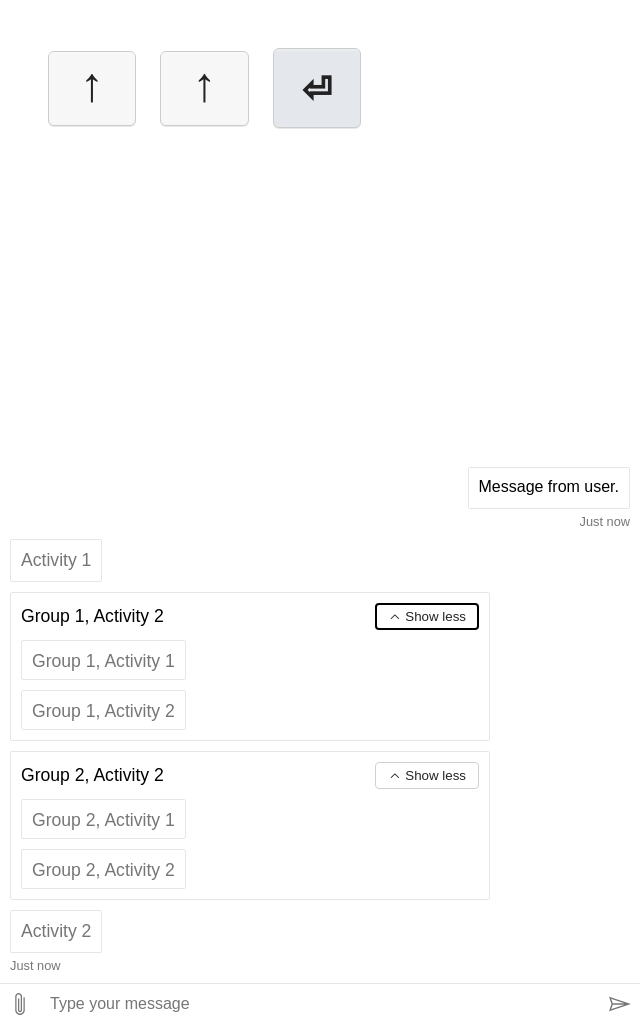 ↑ ↑ ⏎
Message from user.
Just now
Activity 1
Group 1, Activity 2 Show less
Group 1, Activity 1
Group 1, Activity 2
Group 2, Activity 2 Show less
Group 2, Activity 1
Group 2, Activity 2
Activity 2
Just now
Type your message